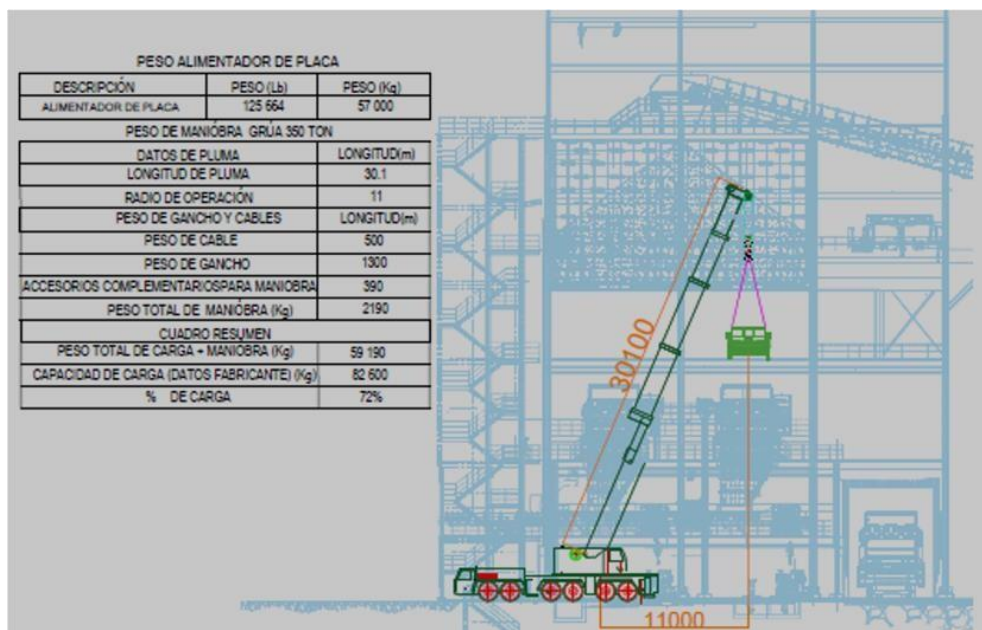 PESO ALIMENTADOR DE PLACA
DESCRIPCIÓN PESO (Lb) PESO (Kg)
ALIMENTADOR DE PLACA 125 664 57 000
PESO DE MANIÓBRA GRÚA 350 TON
DATOS DE PLUMA LONGITUD(m)
LONGITUD DE PLUMA 30.1
RADIO DE OPERACIÓN 11
PESO DE GANCHO Y CABLES LONGITUD(m)
PESO DE CABLE 500
PESO DE GANCHO 1300
ACCESORIOS COMPLEMENTARIOSPARA MANIOBRA 390
PESO TOTAL DE MANIÓBRA (Kg) 2190
CUADRO RESUMEN
PESO TOTAL DE CARGA + MANIOBRA (Kg) 59 190
CAPACIDAD DE CARGA (DATOS FABRICANTE) (Kg) 82 600
% DE CARGA 72%
30100
11000